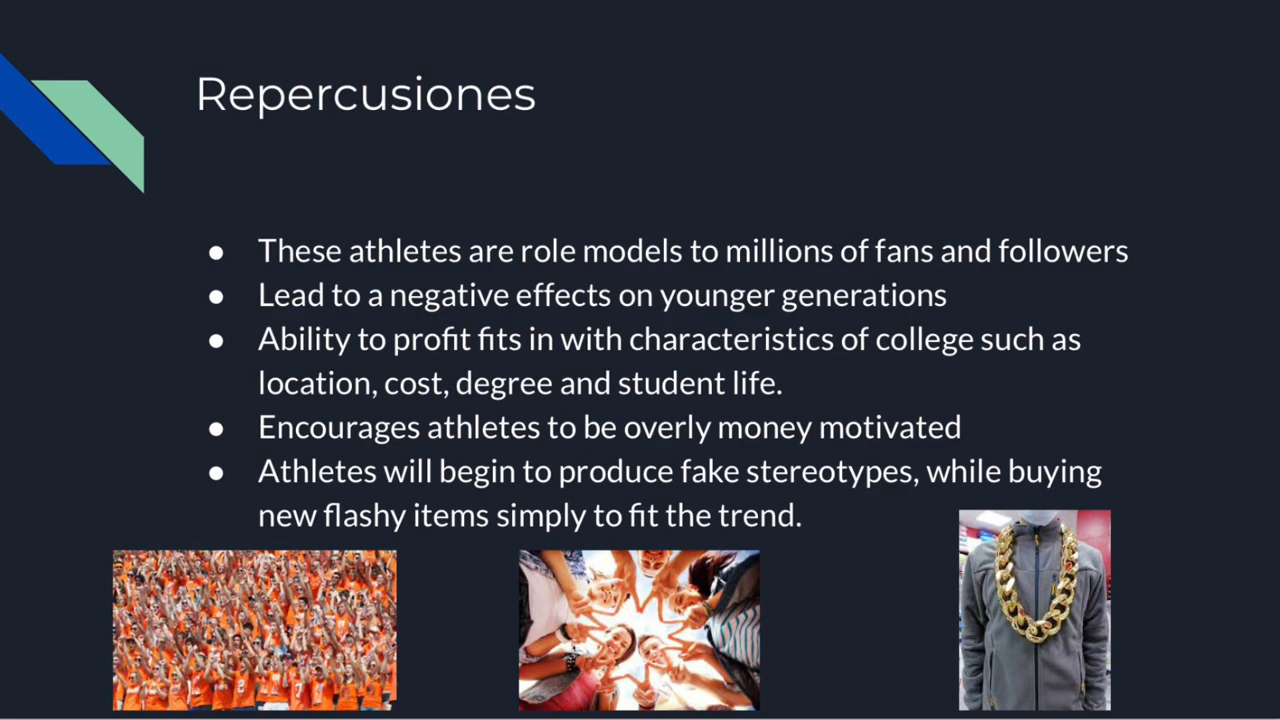 Repercusiones
● These athletes are role models to millions of fans and followers
● Lead to a negative effects on younger generations
● Ability to profit fits in with characteristics of college such as
location, cost, degree and student life.
● Encourages athletes to be overly money motivated
● Athletes will begin to produce fake stereotypes, while buying
new flashy items simply to fit the trend.